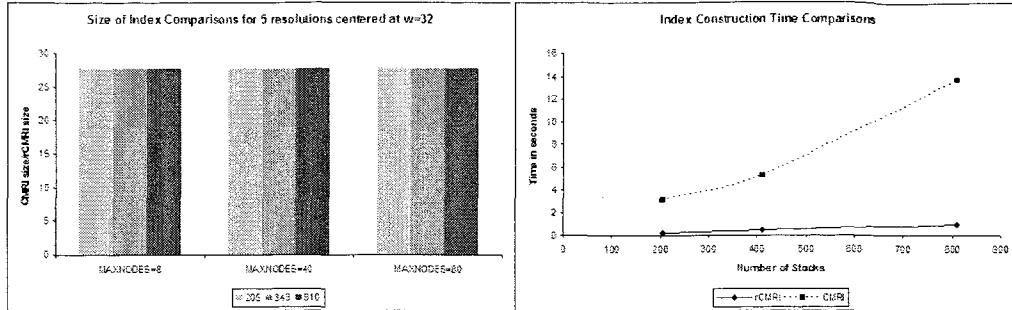 Size of Index Comparisons for 5 resolutions centered at w=32
CMRI size/rCMRI size
30
25
20
15
10
5
0
MAXNODES=8
MAXNODES=40
MAXNODES=80
205
343
810
Index Construction Time Comparisons
Time in seconds
16
14
12
10
8
6
4
2
0
0
100
200
300
400
500
600
700
800
900
Number of Stocks
rCMRI
CMRI